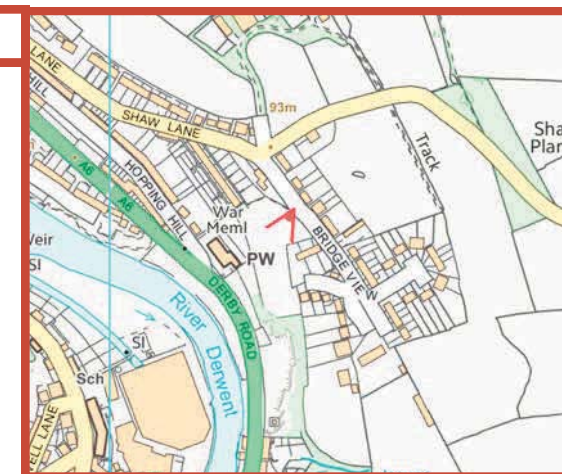 LANE
HILL
SHAW LANE
93m
Track
Sha
Plan
A6
A6
HOPPING HILL
War
Meml
PW
BRIDGE VIEW
Weir
Sl
DERBY ROAD
River Derwent
Sl
Sch
WELL LANE